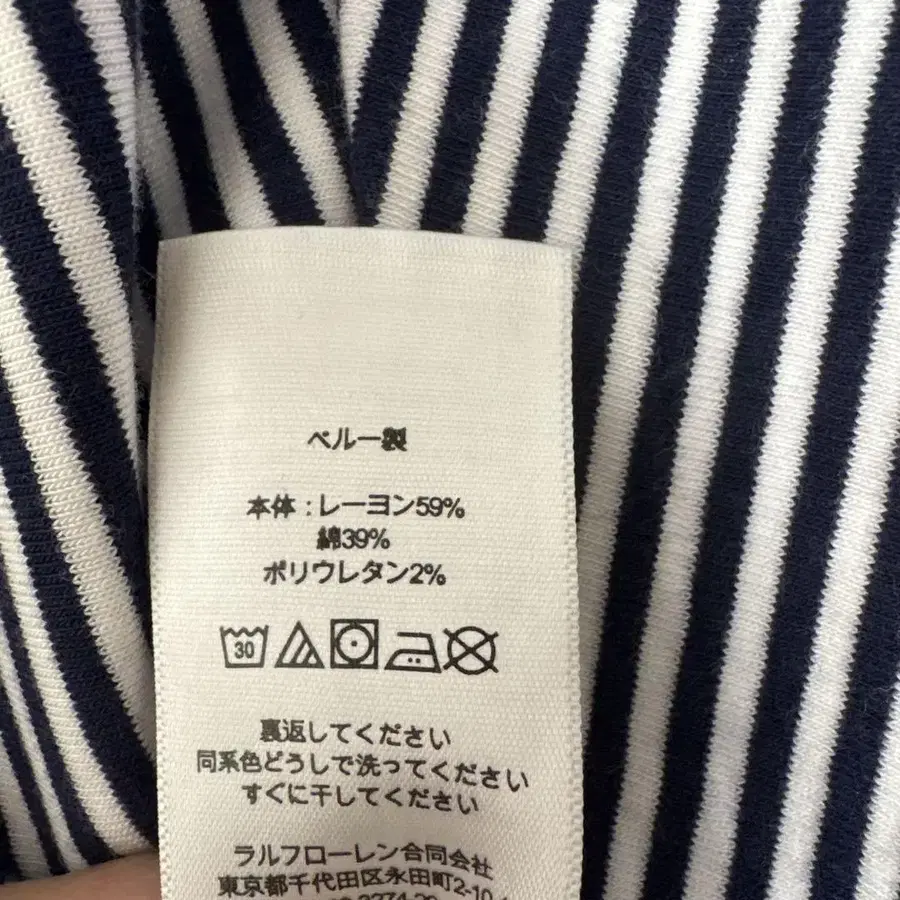 ペルー製
本体 : レーヨン59%
綿39%
ポリウレタン2%
30
裏返してください
同系色どうしで洗ってください
すぐに干してください
ラルフローレン合同会社
東京都千代田区永田町2-10